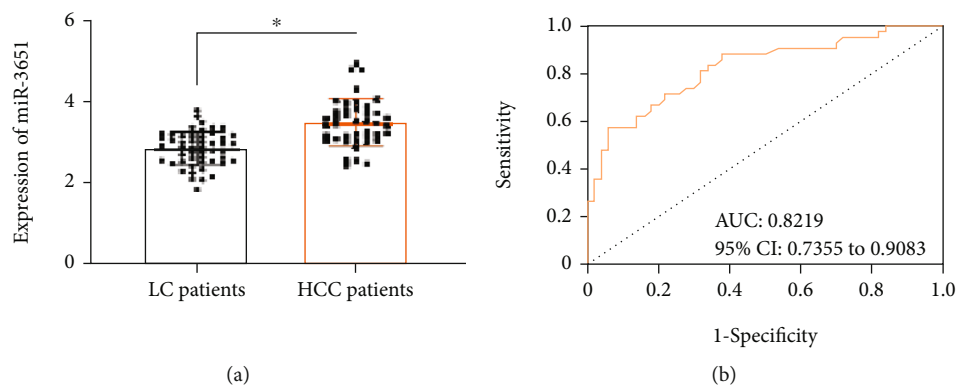 6
4
2
0
Expression of miR-3651
*
LC patients
HCC patients
(a)
1.0
0.8
0.6
0.4
0.2
0
Sensitivity
AUC: 0.8219
95% CI: 0.7355 to 0.9083
0
0.2
0.4
0.6
0.8
1.0
1-Specificity
(b)